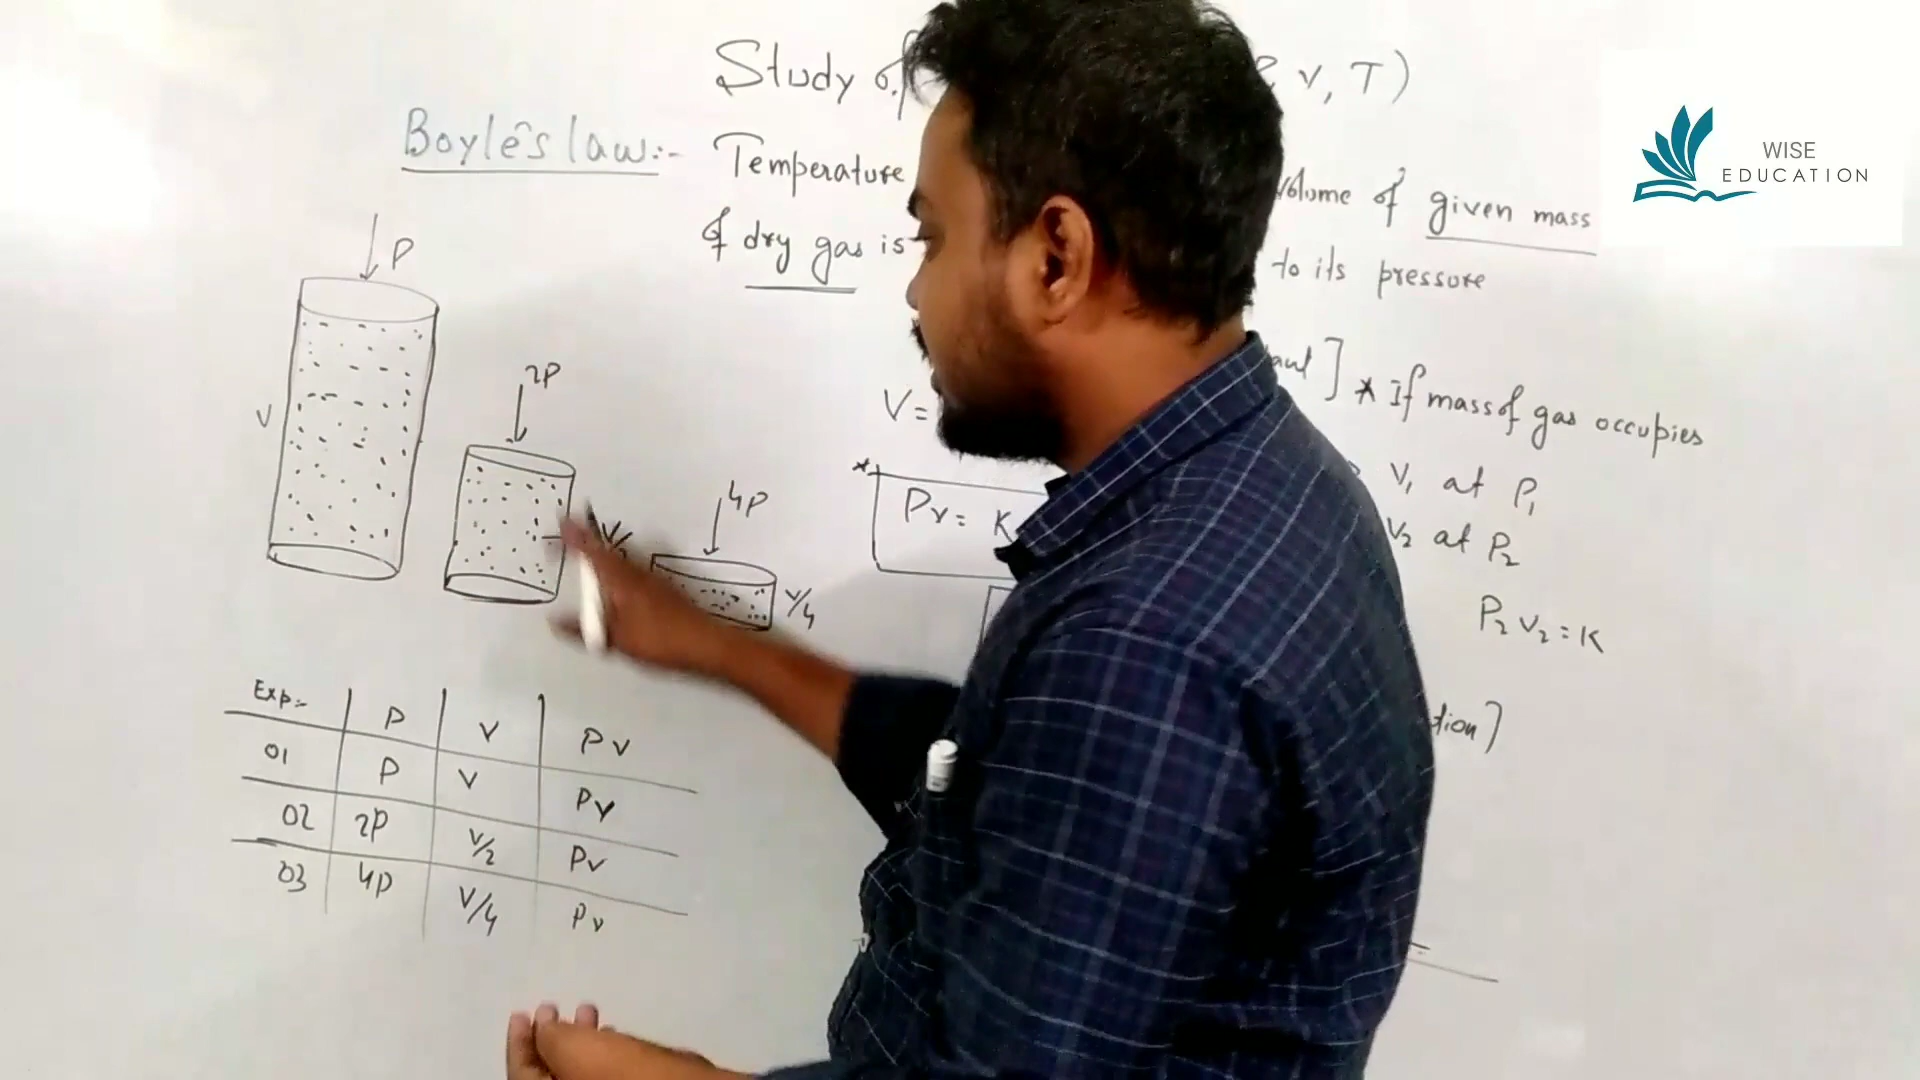 Study of P, V, T)
Boyle's law:- Temperature Volume of given mass
of dry gas is to its pressure
P
V
2P
V/2
4P
V/4
V =
] * If mass of gas occupies
V₁ at P₁
V₂ at P₂
* PV = K
P₂ V₂ = K
Exp:- P V PV
01 P V PV
02 2P V/2 PV
03 4P V/4 PV
WISE
EDUCATION